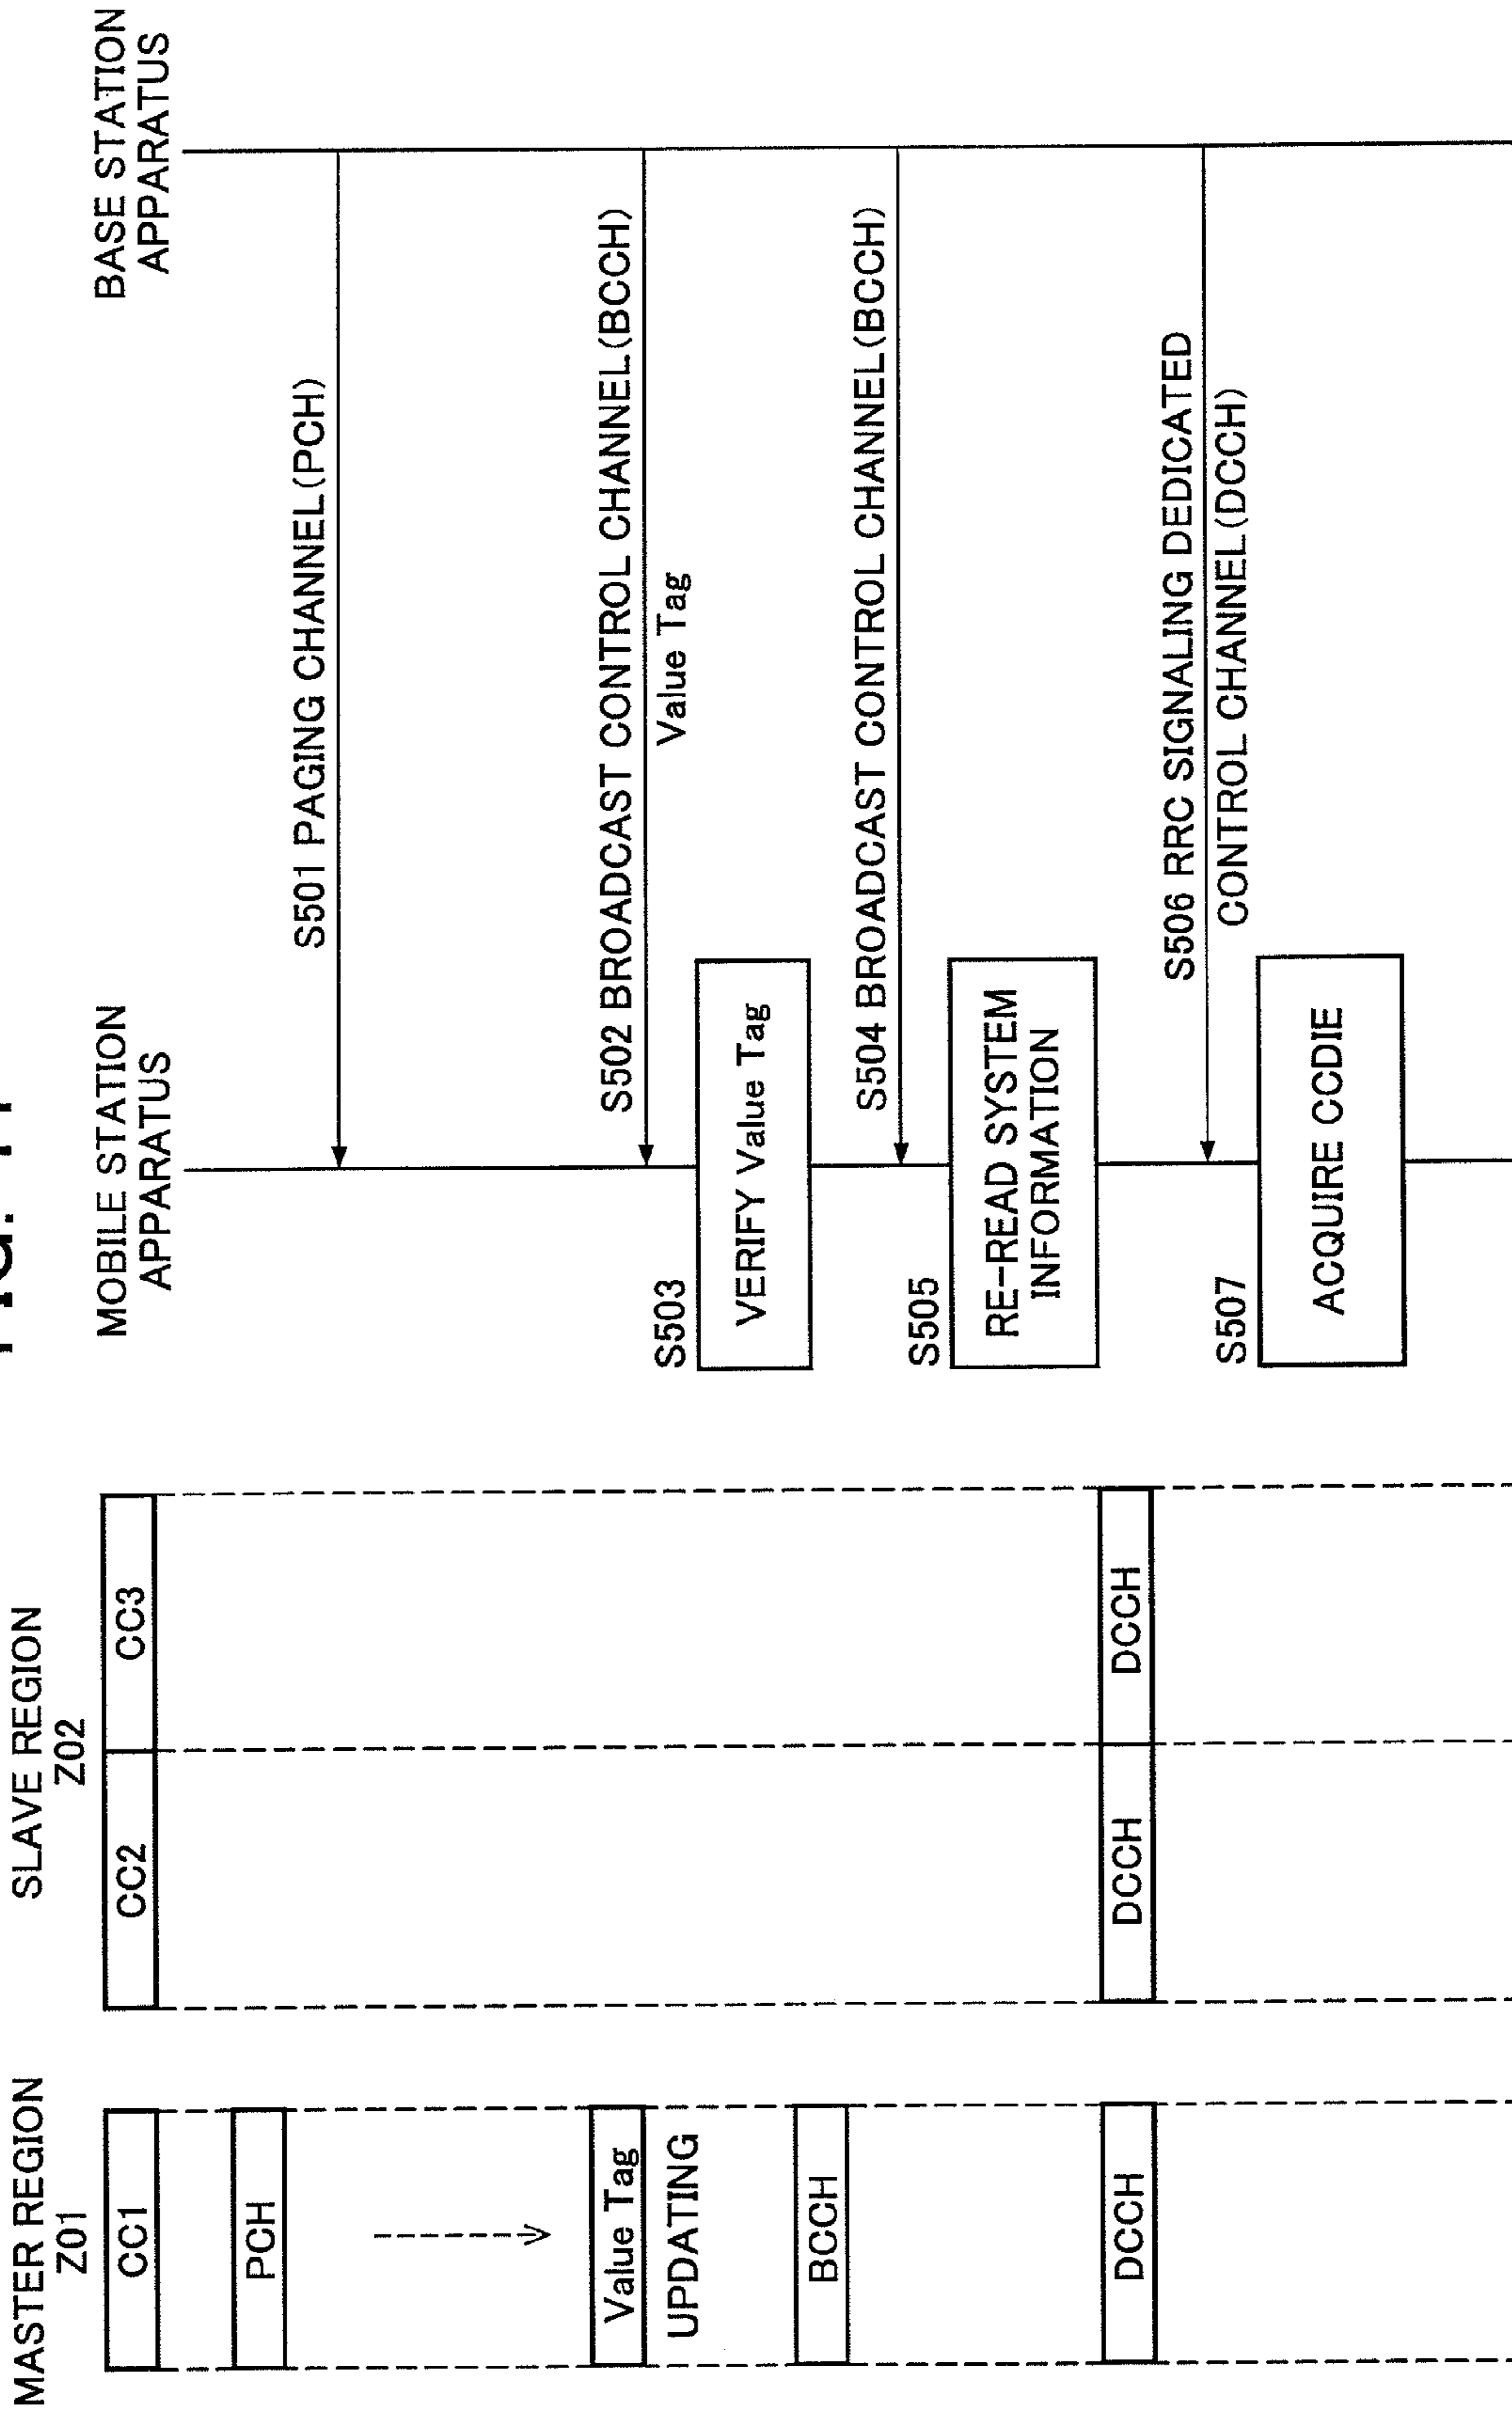 MASTER REGION
Z01
CC1
PCH
Value Tag
UPDATING
BCCH
DCCH
SLAVE REGION
Z02
CC2
CC3
DCCH
DCCH
MOBILE STATION
APPARATUS
BASE STATION
APPARATUS
S501 PAGING CHANNEL(PCH)
S502 BROADCAST CONTROL CHANNEL(BCCH)
Value Tag
S503
VERIFY Value Tag
S504 BROADCAST CONTROL CHANNEL(BCCH)
S505
RE-READ SYSTEM
INFORMATION
S506 RRC SIGNALING DEDICATED
CONTROL CHANNEL(DCCH)
S507
ACQUIRE CCDIE